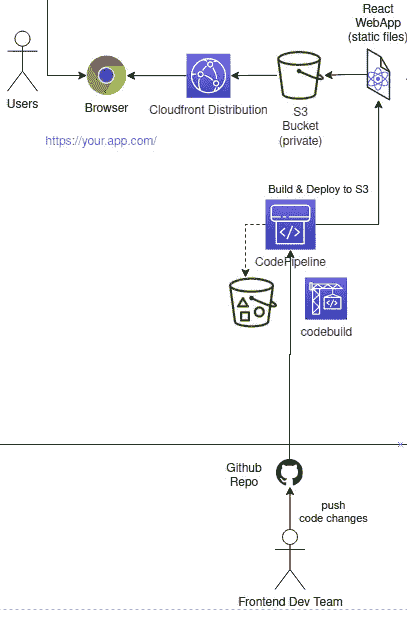 React
WebApp
(static files)
Users
Browser
Cloudfront Distribution
S3
Bucket
(private)
https://your.app.com/
Build & Deploy to S3
CodePipeline
codebuild
Github
Repo
push
code changes
Frontend Dev Team